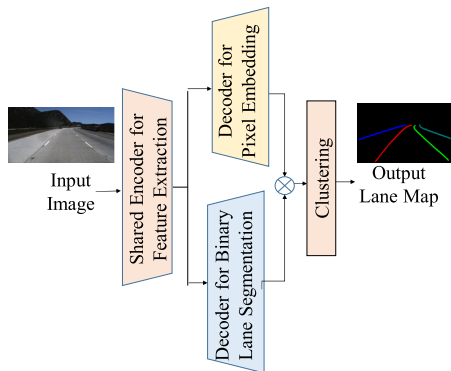 Input
Image
Shared Encoder for
Feature Extraction
Decoder for
Pixel Embedding
Decoder for Binary
Lane Segmentation
Clustering
Output
Lane Map